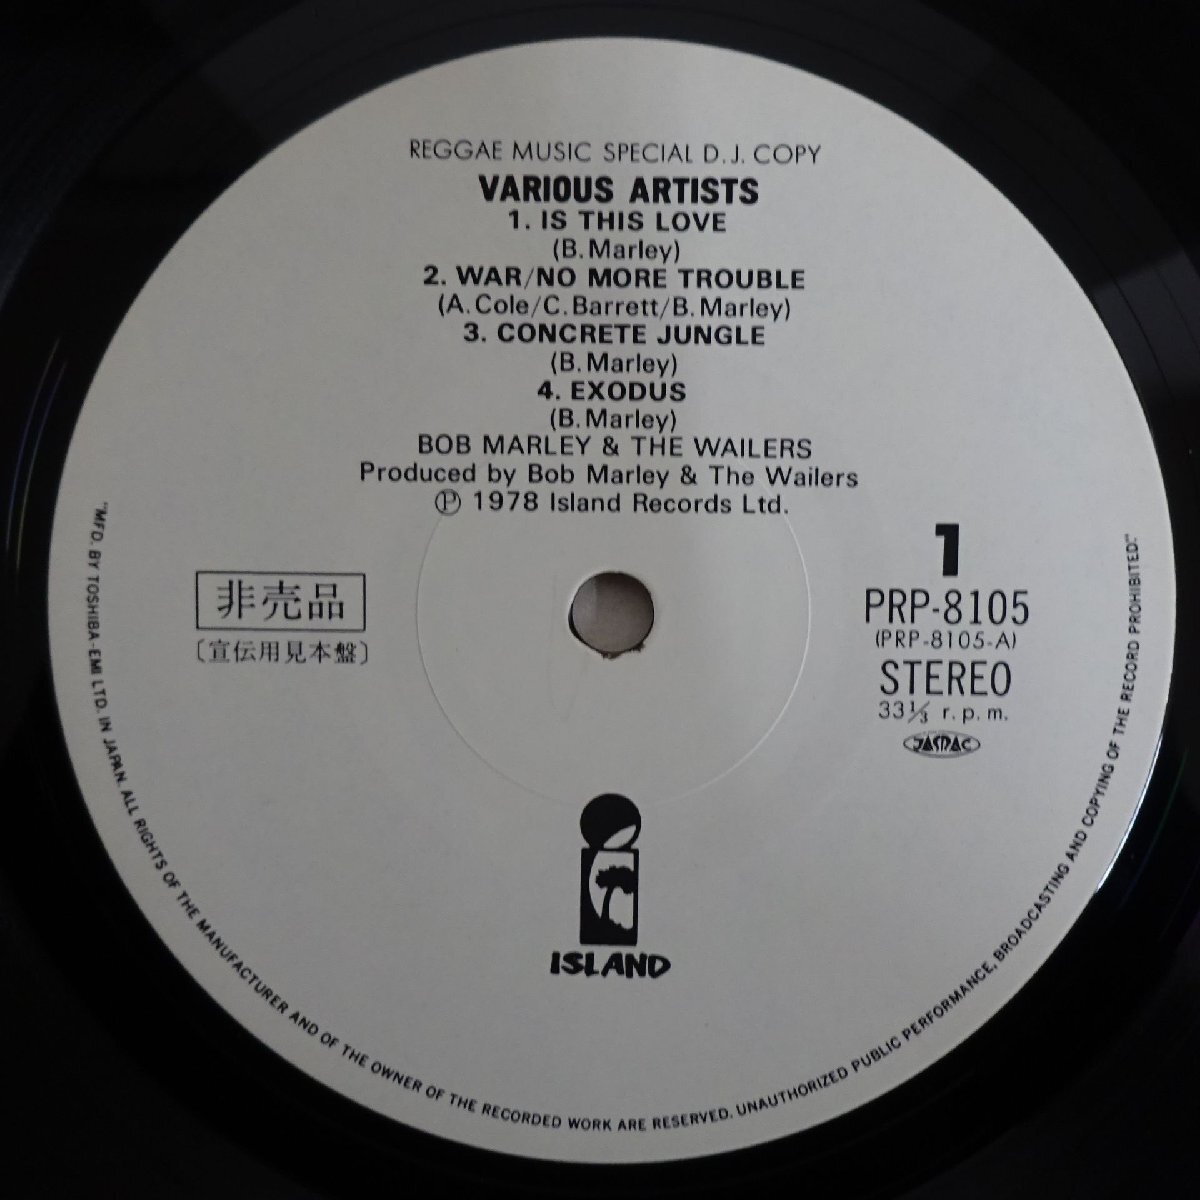 REGGAE MUSIC SPECIAL D.J. COPY
VARIOUS ARTISTS
1. IS THIS LOVE
(B. Marley)
2. WAR/NO MORE TROUBLE
(A. Cole/C. Barrett/B. Marley)
3. CONCRETE JUNGLE
(B. Marley)
4. EXODUS
(B. Marley)
BOB MARLEY & THE WAILERS
Produced by Bob Marley & The Wailers
Ⓟ 1978 Island Records Ltd.
非売品
〔宣伝用見本盤〕
1
PRP-8105
(PRP-8105-A)
STEREO
33⅓ r.p.m.
JASRAC
ISLAND
"MFD. BY TOSHIBA-EMI LTD. IN JAPAN. ALL RIGHTS OF THE MANUFACTURER AND OF THE OWNER OF THE RECORDED WORK ARE RESERVED. UNAUTHORIZED PUBLIC PERFORMANCE, BROADCASTING AND COPYING OF THE RECORD PROHIBITED."